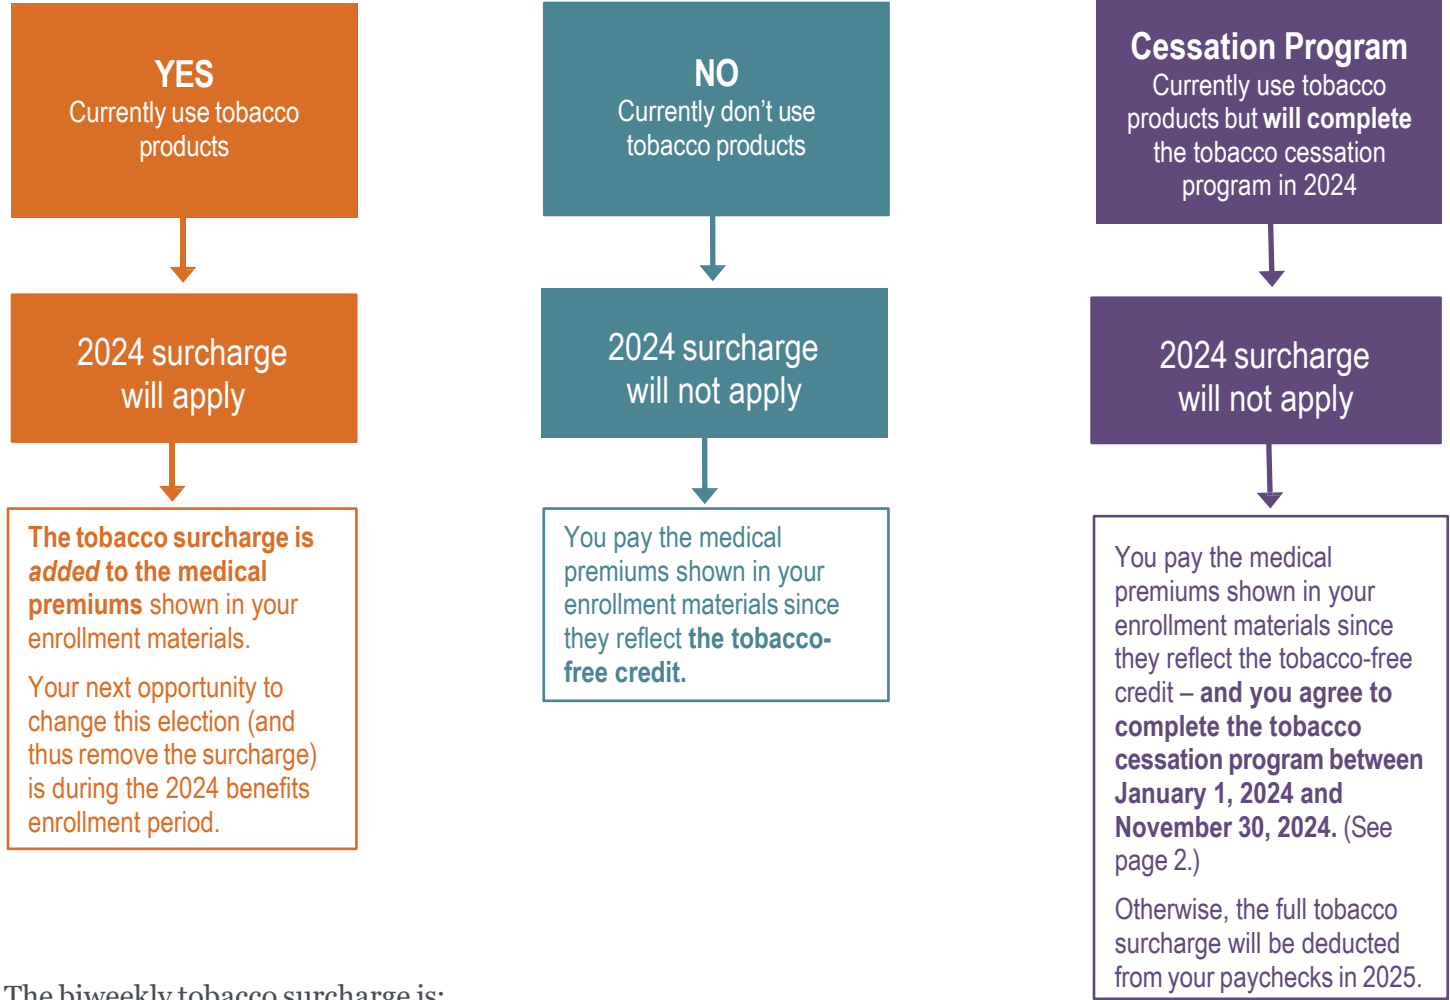 YES
Currently use tobacco
products
2024 surcharge
will apply
The tobacco surcharge is
added to the medical
premiums shown in your
enrollment materials.
Your next opportunity to
change this election (and
thus remove the surcharge)
is during the 2024 benefits
enrollment period.
NO
Currently don’t use
tobacco products
2024 surcharge
will not apply
You pay the medical
premiums shown in your
enrollment materials since
they reflect the tobacco-
free credit.
Cessation Program
Currently use tobacco
products but will complete
the tobacco cessation
program in 2024
2024 surcharge
will not apply
You pay the medical
premiums shown in your
enrollment materials since
they reflect the tobacco-free
credit – and you agree to
complete the tobacco
cessation program between
January 1, 2024 and
November 30, 2024. (See
page 2.)
Otherwise, the full tobacco
surcharge will be deducted
from your paychecks in 2025.
The biweekly tobacco surcharge is: